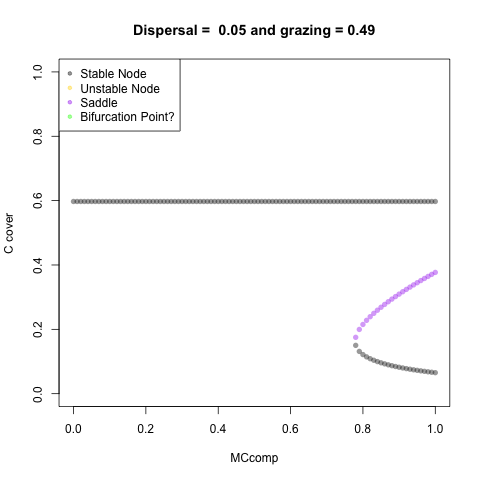 Dispersal =  0.05 and grazing = 0.49
Stable Node
Unstable Node
Saddle
Bifurcation Point?
C cover
1.0
0.8
0.6
0.4
0.2
0.0
0.0 0.2 0.4 0.6 0.8 1.0
MCcomp